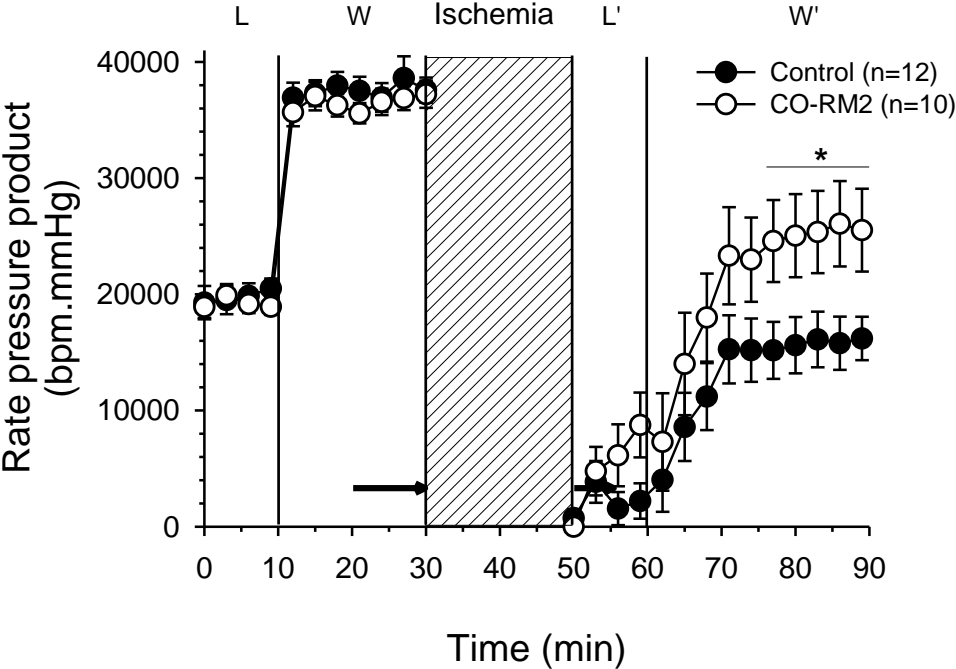 L W Ischemia L' W'
Control (n=12)
CO-RM2 (n=10)
*
Rate pressure product
(bpm.mmHg)
40000
30000
20000
10000
0
0 10 20 30 40 50 60 70 80 90
Time (min)